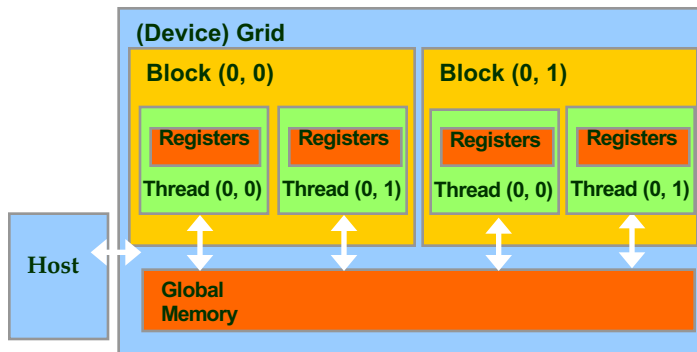 (Device) Grid
Block (0, 0)
Block (0, 1)
Registers
Registers
Registers
Registers
Thread (0, 0)
Thread (0, 1)
Thread (0, 0)
Thread (0, 1)
Host
Global
Memory